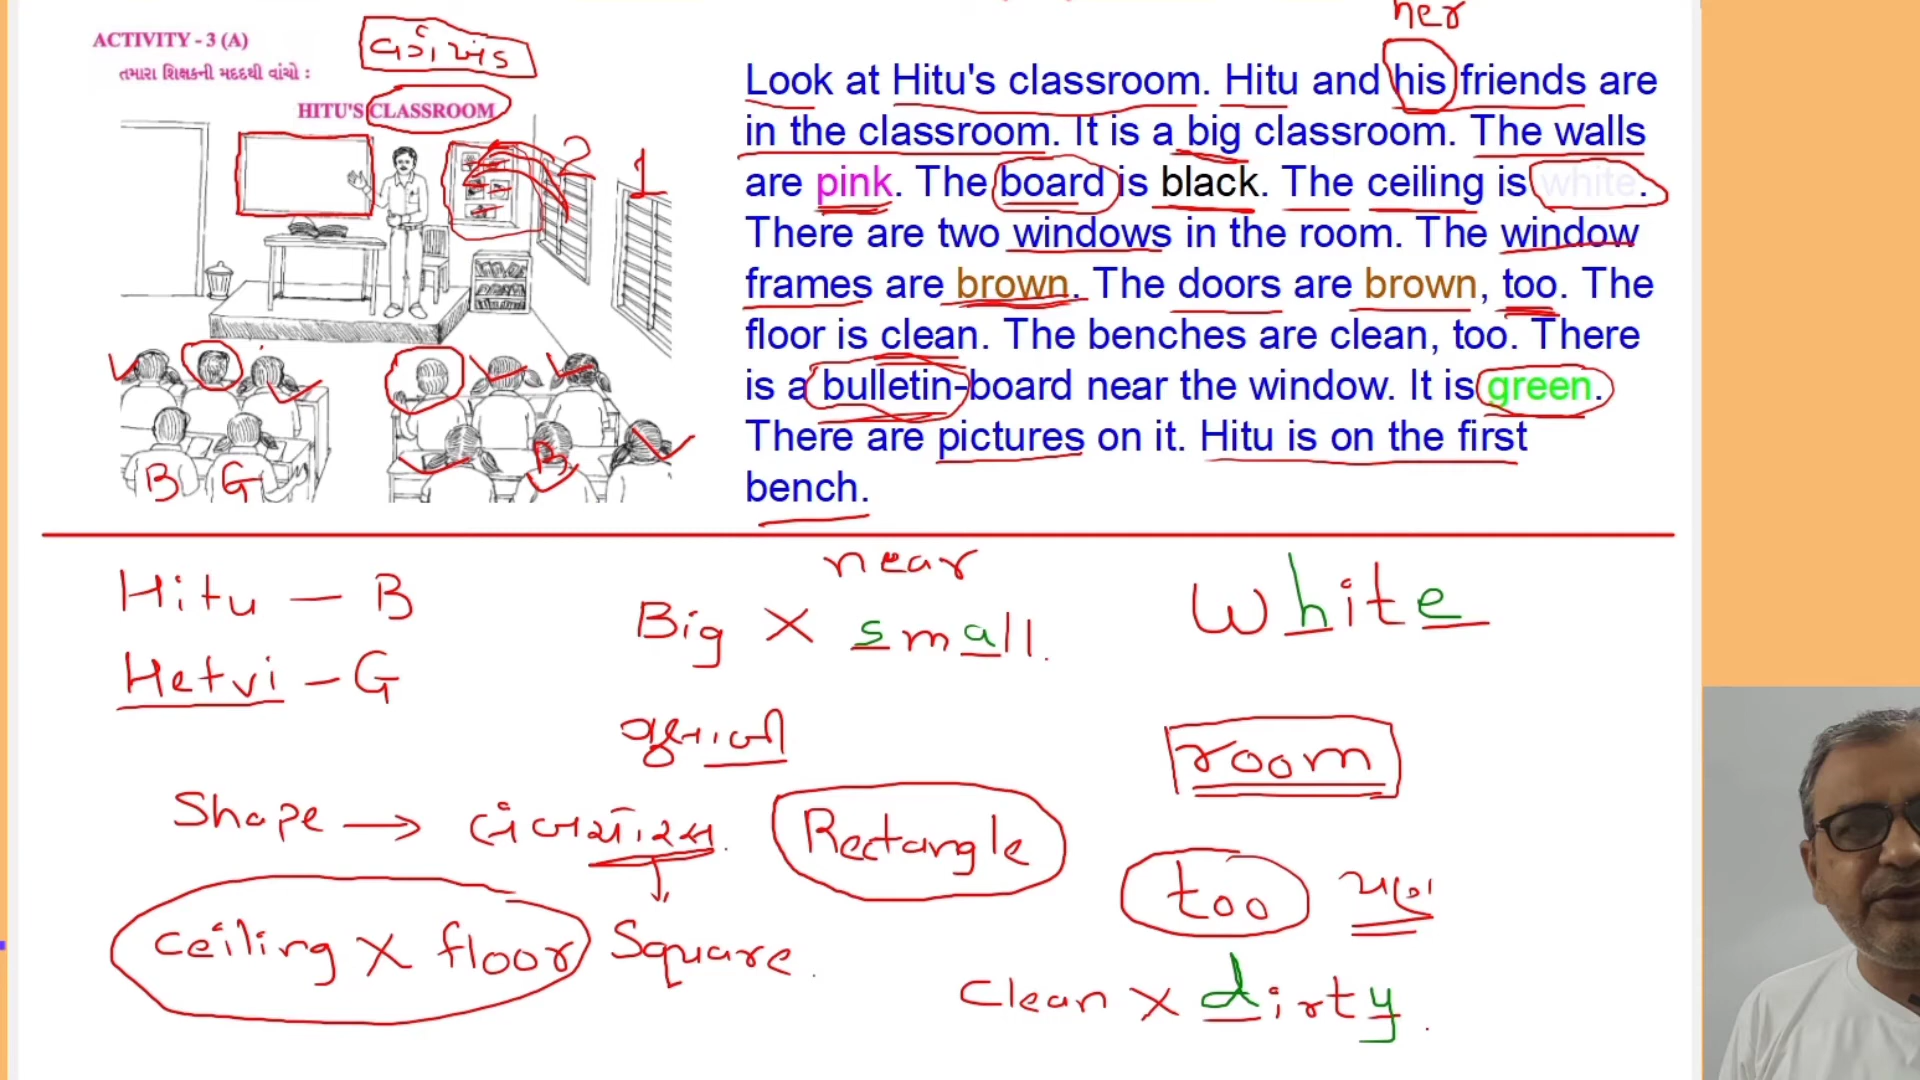 her
ACTIVITY - 3 (A)
વર્ગખંડ
તમારા શિક્ષકની મદદથી વાંચો :
HITU'S CLASSROOM
2
1
B G
B
Look at Hitu's classroom. Hitu and his friends are
in the classroom. It is a big classroom. The walls
are pink. The board is black. The ceiling is white.
There are two windows in the room. The window
frames are brown. The doors are brown, too. The
floor is clean. The benches are clean, too. There
is a bulletin-board near the window. It is green.
There are pictures on it. Hitu is on the first
bench.
near
Hitu – B
Big X small.
White
Hetvi – G
ગુલાબી
room
Shape → લંબચોરસ
Rectangle
too પણ
Ceiling X floor
Square
Clean X dirty.